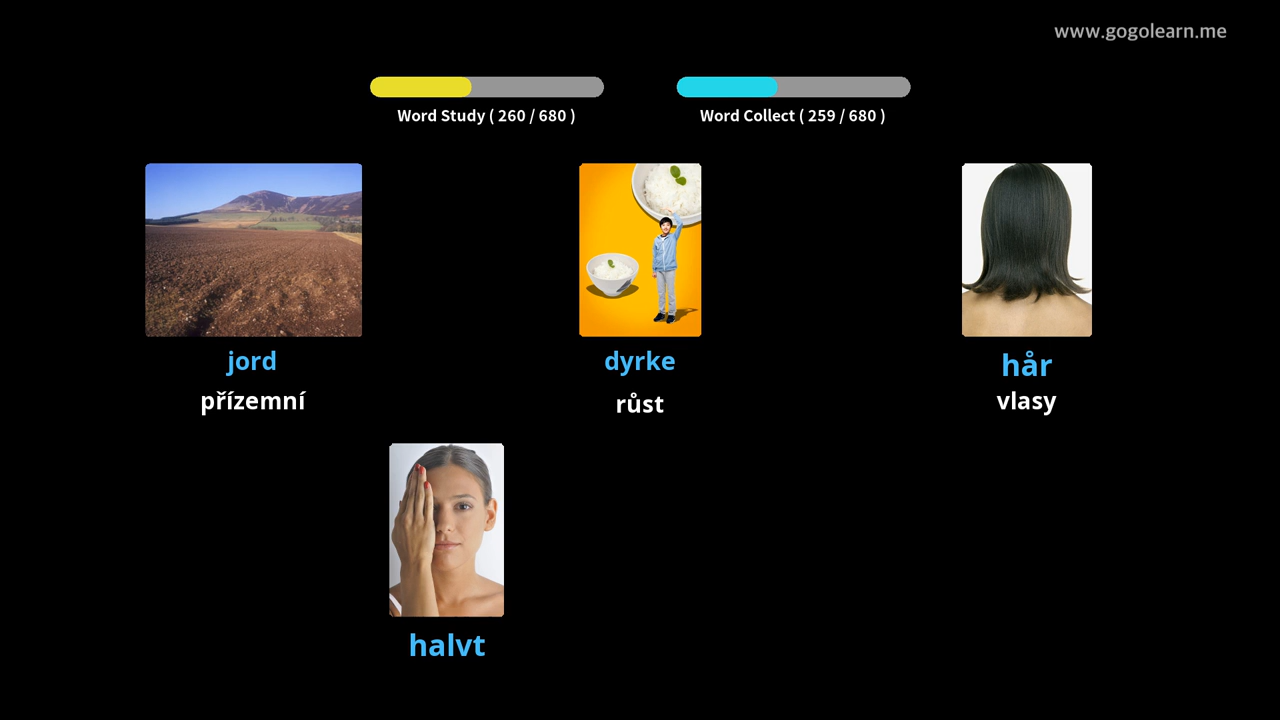 www.gogolearn.me
Word Study ( 260 / 680 )
Word Collect ( 259 / 680 )
jord
dyrke
hår
přízemní
růst
vlasy
halvt